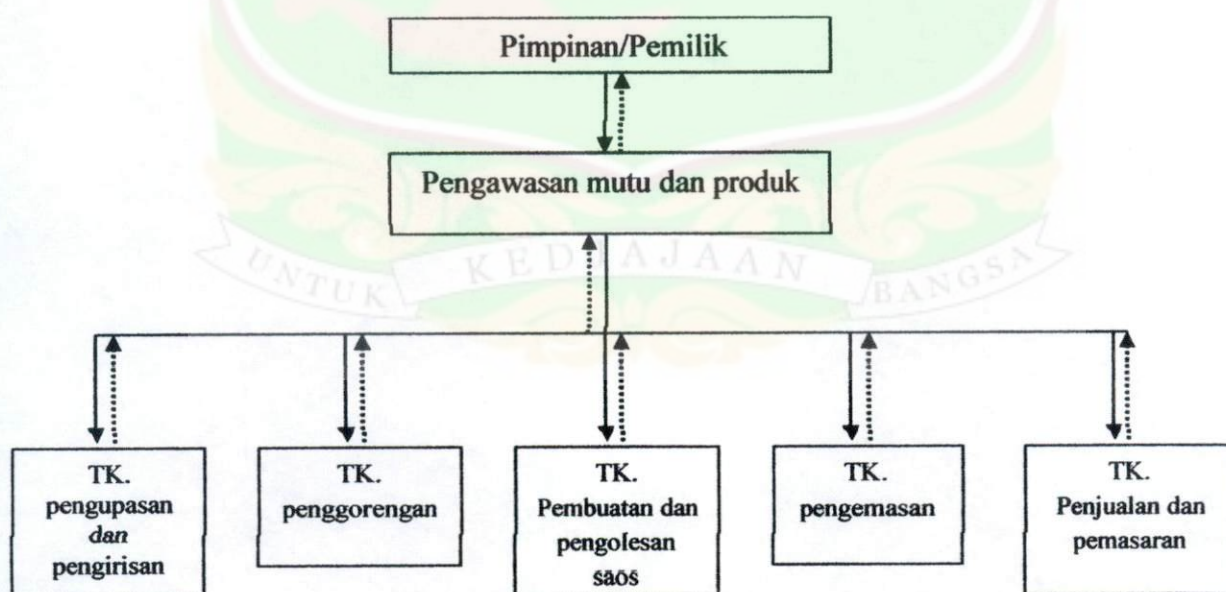 Pimpinan/Pemilik
Pengawasan mutu dan produk
UNTUK KEDJAJAAN BANGSA
TK.
pengupasan
dan
pengirisan
TK.
penggorengan
TK.
Pembuatan dan
pengolesan
saos
TK.
pengemasan
TK.
Penjualan dan
pemasaran